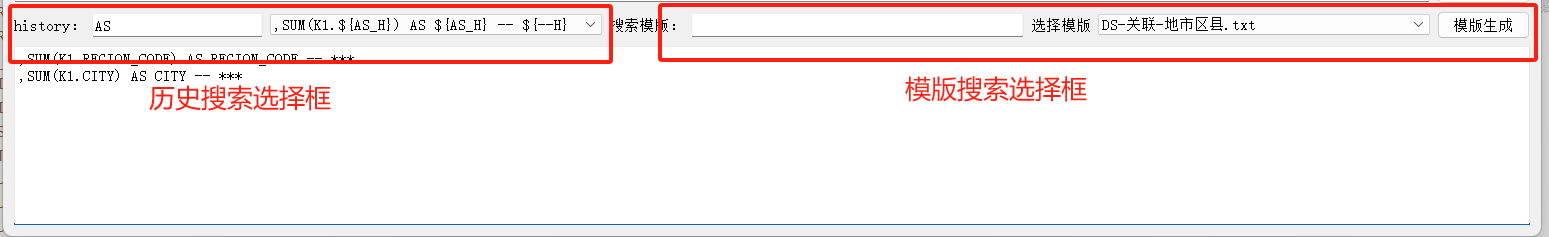 history: AS ,SUM(K1.${AS_H}) AS ${AS_H} -- ${--H} 搜索模版: 选择模版 DS-关联-地市区县.txt 模版生成
,SUM(K1.REGION_CODE) AS REGION_CODE -- ***
,SUM(K1.CITY) AS CITY -- ***
历史搜索选择框 模版搜索选择框